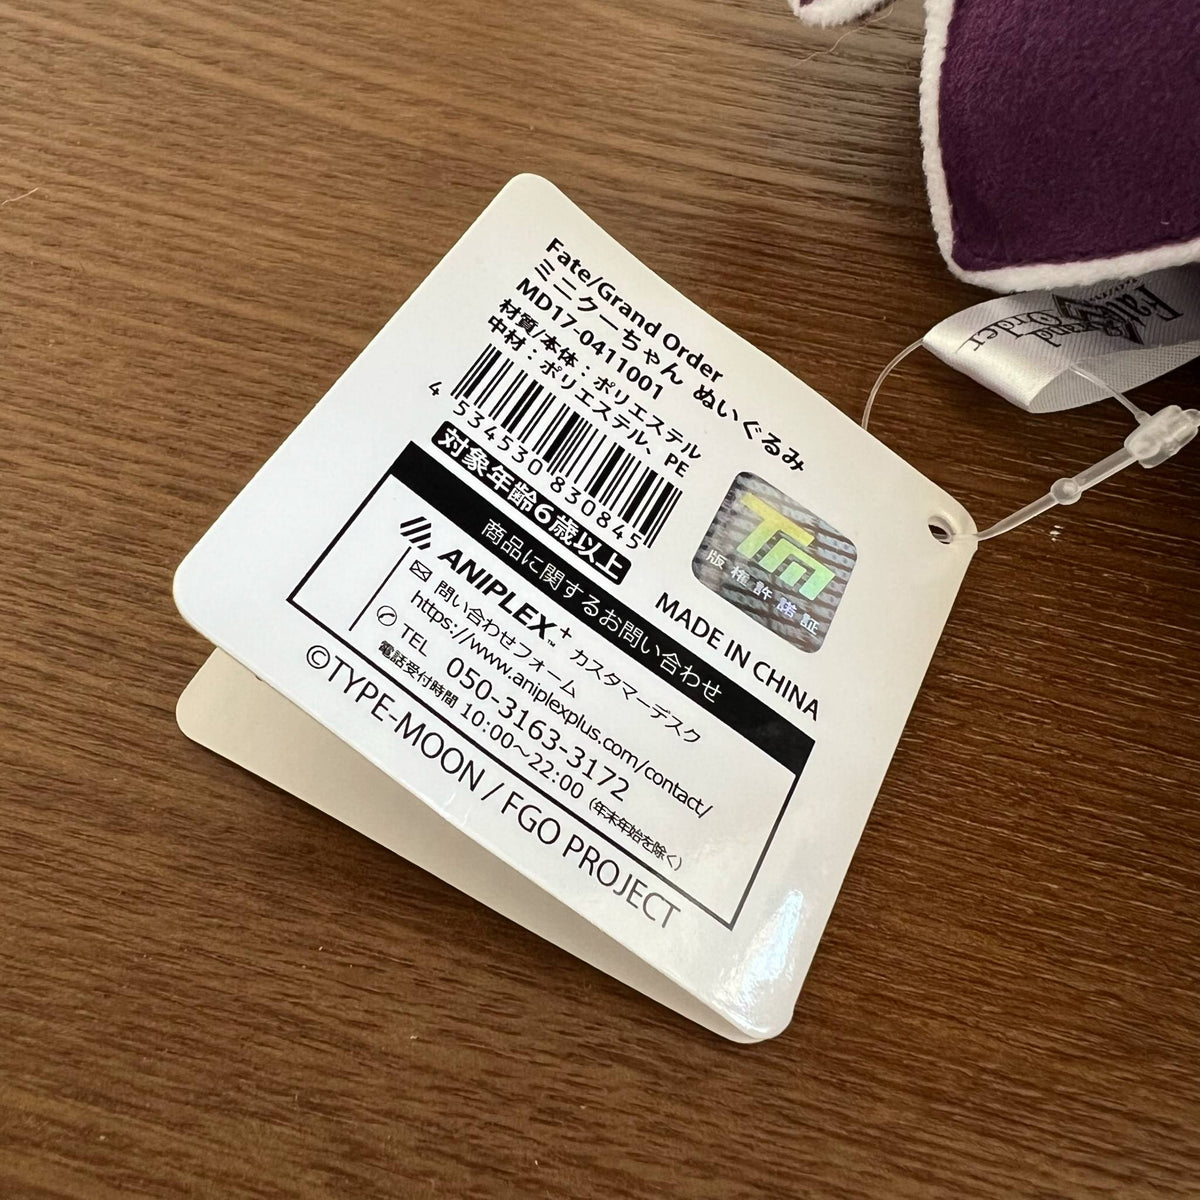 Fate/Grand Order
ミニクーちゃん ぬいぐるみ
MD17-0411001
材質/本体：ポリエステル
中材：ポリエステル、PE
4 534530 830845
対象年齢6歳以上
TM
版権許諾証
MADE IN CHINA
商品に関するお問い合わせ
ANIPLEX+ カスタマーデスク
問い合わせフォーム
https://www.aniplexplus.com/contact/
TEL 050-3163-3172
電話受付時間 10:00～22:00 (年末年始を除く)
©TYPE-MOON / FGO PROJECT
Fate
Grand
Order